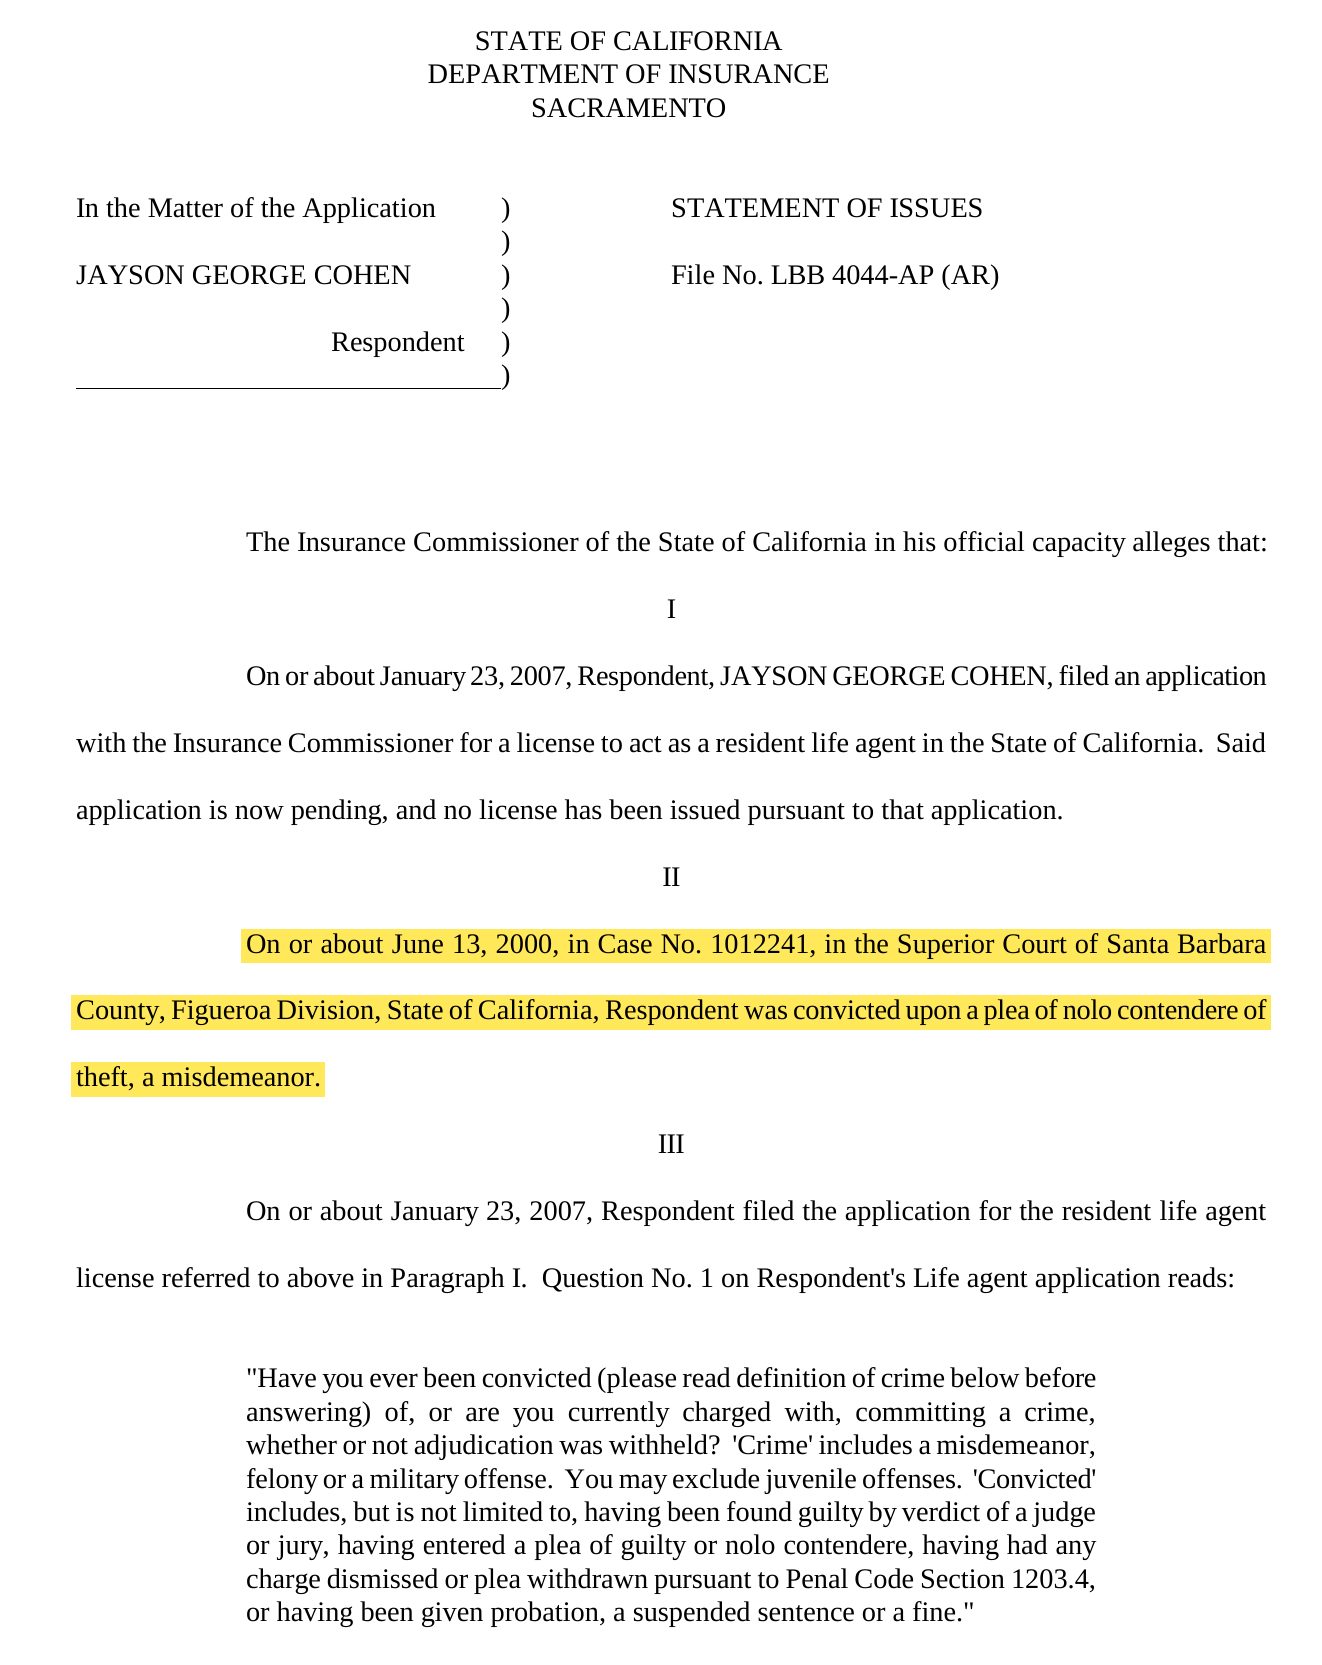 STATE OF CALIFORNIA
DEPARTMENT OF INSURANCE
SACRAMENTO
In the Matter of the Application ) STATEMENT OF ISSUES
)
JAYSON GEORGE COHEN ) File No. LBB 4044-AP (AR)
)
Respondent )
)
The Insurance Commissioner of the State of California in his official capacity alleges that:
I
On or about January 23, 2007, Respondent, JAYSON GEORGE COHEN, filed an application
with the Insurance Commissioner for a license to act as a resident life agent in the State of California. Said
application is now pending, and no license has been issued pursuant to that application.
II
On or about June 13, 2000, in Case No. 1012241, in the Superior Court of Santa Barbara
County, Figueroa Division, State of California, Respondent was convicted upon a plea of nolo contendere of
theft, a misdemeanor.
III
On or about January 23, 2007, Respondent filed the application for the resident life agent
license referred to above in Paragraph I. Question No. 1 on Respondent's Life agent application reads:
"Have you ever been convicted (please read definition of crime below before
answering) of, or are you currently charged with, committing a crime,
whether or not adjudication was withheld? 'Crime' includes a misdemeanor,
felony or a military offense. You may exclude juvenile offenses. 'Convicted'
includes, but is not limited to, having been found guilty by verdict of a judge
or jury, having entered a plea of guilty or nolo contendere, having had any
charge dismissed or plea withdrawn pursuant to Penal Code Section 1203.4,
or having been given probation, a suspended sentence or a fine."